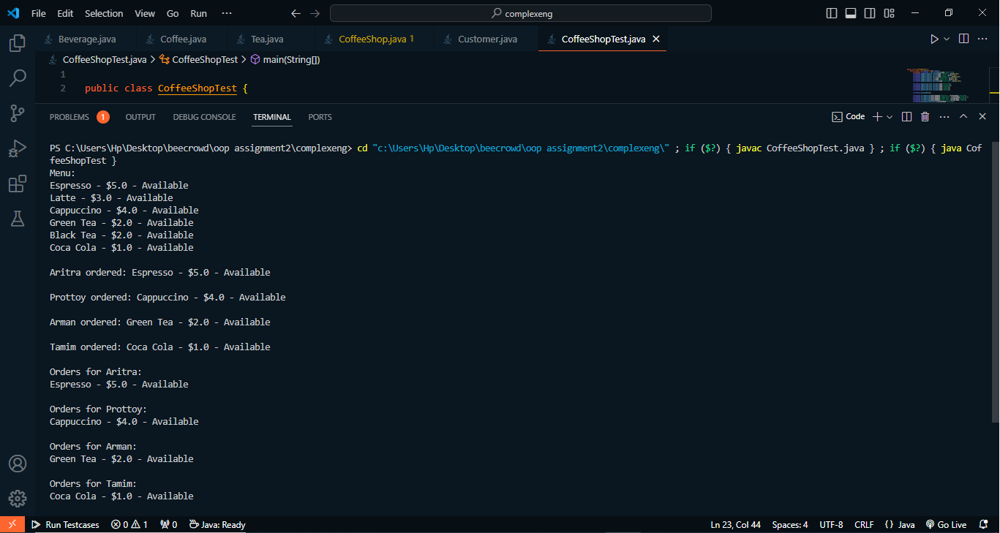 File Edit Selection View Go Run ··· complexeng
Beverage.java Coffee.java Tea.java CoffeeShop.java 1 Customer.java CoffeeShopTest.java
CoffeeShopTest.java > CoffeeShopTest > main(String[])
1
2 public class CoffeeShopTest {
PROBLEMS 1 OUTPUT DEBUG CONSOLE TERMINAL PORTS Code
PS C:\Users\Hp\Desktop\beecrowd\oop assignment2\complexeng> cd "c:\Users\Hp\Desktop\beecrowd\oop assignment2\complexeng\" ; if ($?) { javac CoffeeShopTest.java } ; if ($?) { java Cof
feeShopTest }
Menu:
Espresso - $5.0 - Available
Latte - $3.0 - Available
Cappuccino - $4.0 - Available
Green Tea - $2.0 - Available
Black Tea - $2.0 - Available
Coca Cola - $1.0 - Available
Aritra ordered: Espresso - $5.0 - Available
Prottoy ordered: Cappuccino - $4.0 - Available
Arman ordered: Green Tea - $2.0 - Available
Tamim ordered: Coca Cola - $1.0 - Available
Orders for Aritra:
Espresso - $5.0 - Available
Orders for Prottoy:
Cappuccino - $4.0 - Available
Orders for Arman:
Green Tea - $2.0 - Available
Orders for Tamim:
Coca Cola - $1.0 - Available
Run Testcases 0 1 0 Java: Ready Ln 23, Col 44 Spaces: 4 UTF-8 CRLF {} Java Go Live